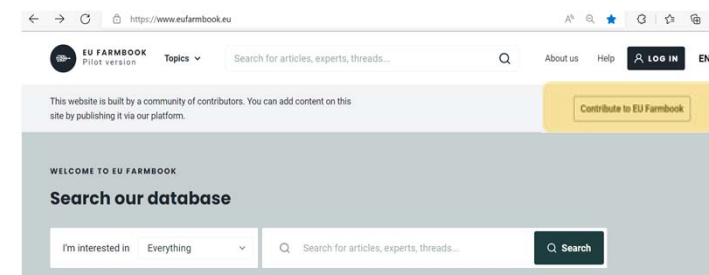 https://www.eufarmbook.eu
EU FARMBOOK
Pilot version
Topics
Search for articles, experts, threads...
About us
Help
LOG IN
EN
This website is built by a community of contributors. You can add content on this
site by publishing it via our platform.
Contribute to EU Farmbook
WELCOME TO EU FARMBOOK
Search our database
I'm interested in
Everything
Search for articles, experts, threads...
Search